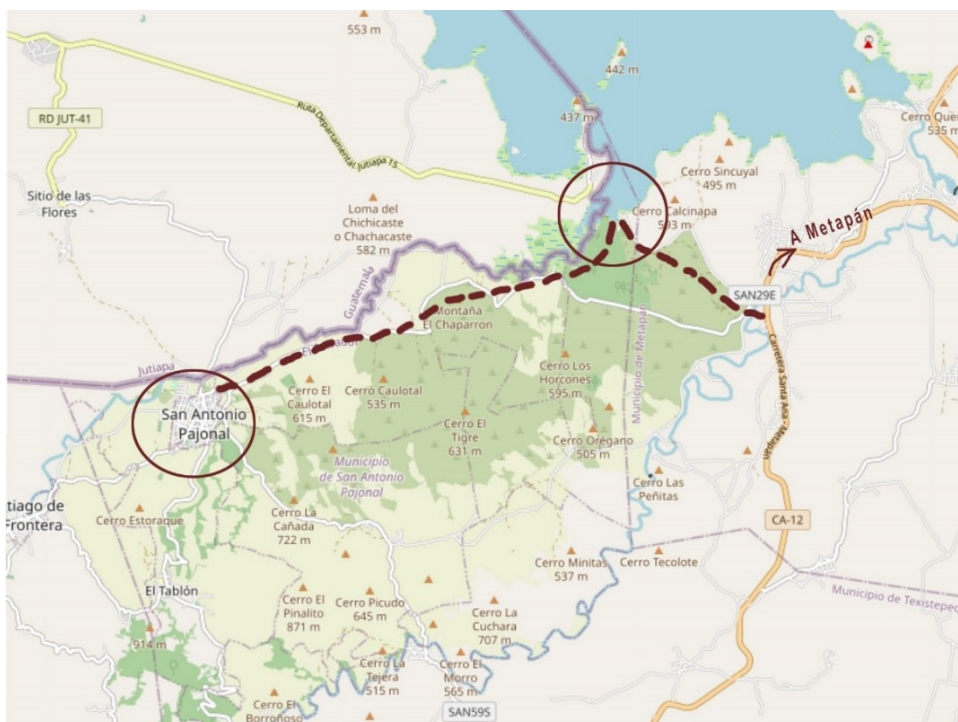 553 m
442 m
437 m
RD JUT-41
Ruta Departamental Jutiapa 15
Sitio de las
Flores
Loma del
Chichicaste
o Chachacaste
582 m
Cerro Sincuyal
495 m
Cerro
535 m
Cerro Calcinapa
593 m
A Metapán
SAN29E
Guatemala
Jutiapa
Montaña
El Chaparron
Municipio de Metapán
Carretera Santa Ana - Metapán
San Antonio
Pajonal
Cerro El
Caulotal
615 m
Cerro Caulotal
535 m
Cerro Los
Horcones
595 m
Cerro El
Tigre
631 m
Cerro Orégano
505 m
Municipio
de San Antonio
Pajonal
Cerro Las
Peñitas
tiago de
Frontera
Cerro Estoraque
Cerro La
Cañada
722 m
CA-12
Cerro Minitas
537 m
Cerro Tecolote
El Tablón
Cerro El
Pinalito
871 m
Cerro Picudo
645 m
Cerro La
Cuchara
707 m
Municipio de Texistepe
914 m
Cerro La
Tejera
515 m
Cerro El
Morro
565 m
Cerro El
Borroñoso
SAN59S